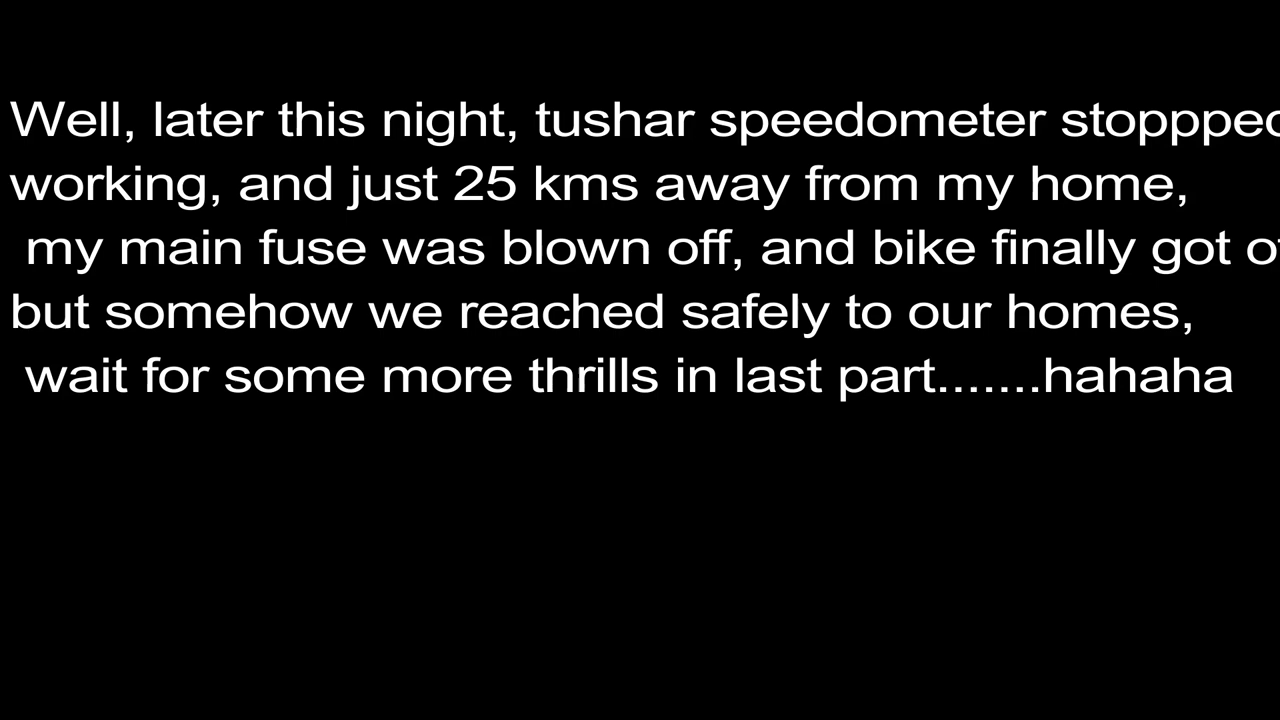 Well, later this night, tushar speedometer stoppped
working, and just 25 kms away from my home,
my main fuse was blown off, and bike finally got
but somehow we reached safely to our homes,
wait for some more thrills in last part.......hahaha